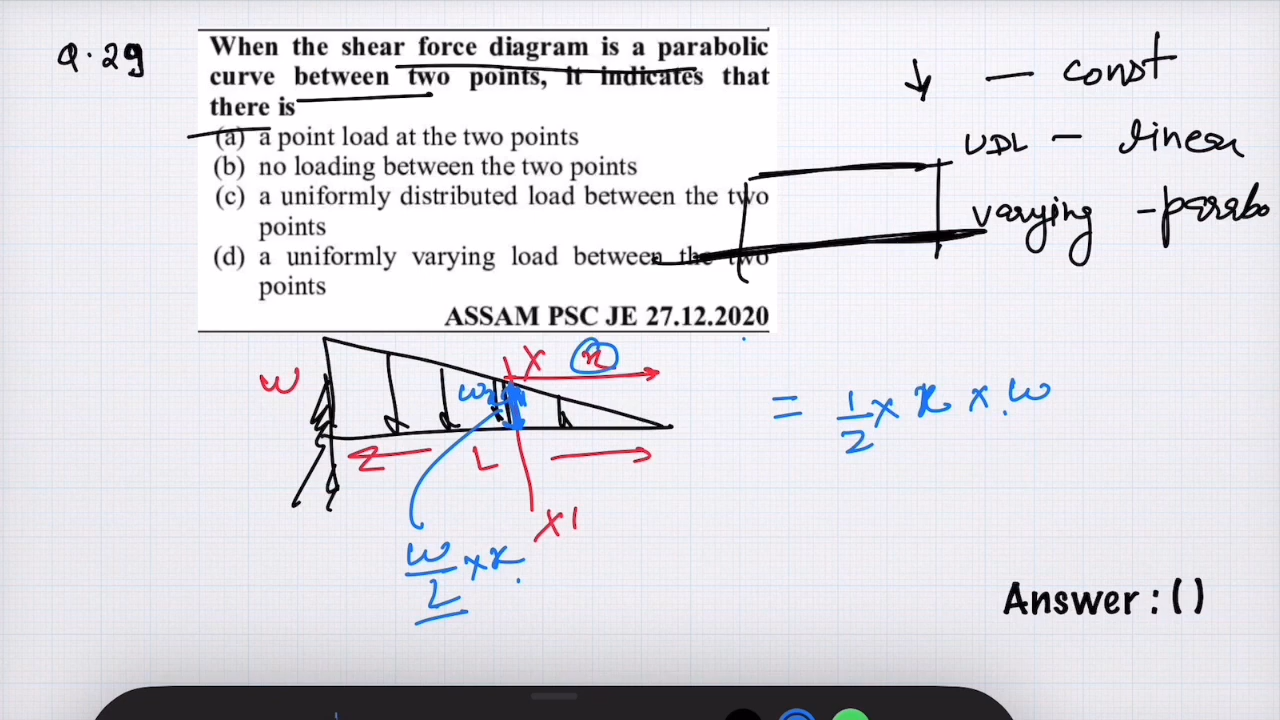 Q.29
When the shear force diagram is a parabolic
curve between two points, it indicates that
there is
(a) a point load at the two points
(b) no loading between the two points
(c) a uniformly distributed load between the two
points
(d) a uniformly varying load between the two
points
ASSAM PSC JE 27.12.2020
↓ — const
UDL — linear
varying - parabo
w
X
x
L
X1
w/L × x
= 1/2 × x × w
Answer : ( )